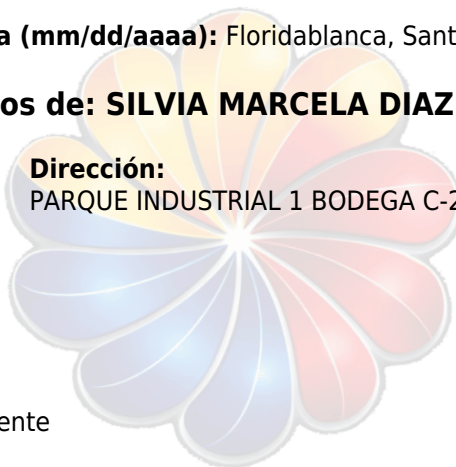 a (mm/dd/aaaa): Floridablanca, Sant
os de: SILVIA MARCELA DIAZ
Dirección:
PARQUE INDUSTRIAL 1 BODEGA C-2
ente